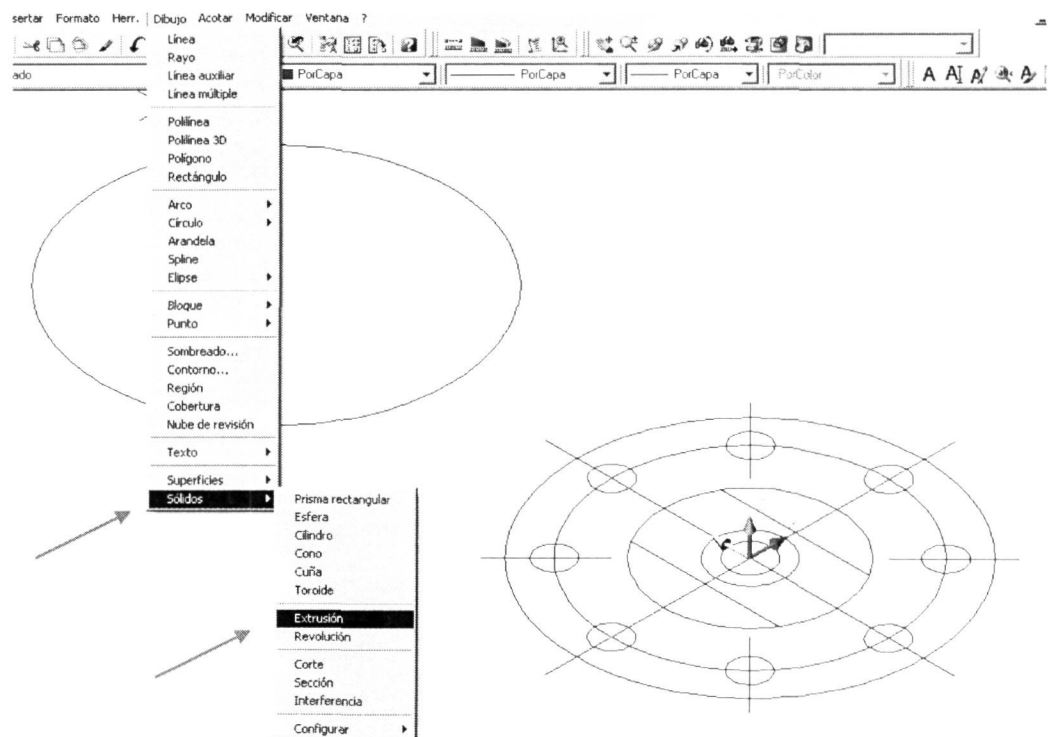 sertar Formato Herr. Dibujo Acotar Modificar Ventana ?
ado PorCapa PorCapa PorCapa PorColor A AI A
Línea
Rayo
Línea auxiliar
Línea múltiple
Polilínea
Polilínea 3D
Polígono
Rectángulo
Arco
Círculo
Arandela
Spline
Elipse
Bloque
Punto
Sombreado...
Contorno...
Región
Cobertura
Nube de revisión
Texto
Superficies
Sólidos
Prisma rectangular
Esfera
Cilindro
Cono
Cuña
Toroide
Extrusión
Revolución
Corte
Sección
Interferencia
Configurar